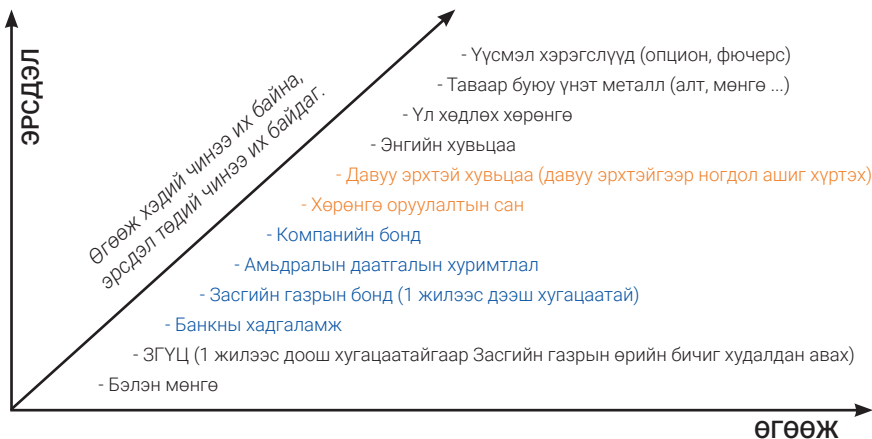 ЭРСДЭЛ
Өгөөж хэдий чинээ их байна,
эрсдэл төдий чинээ их байдаг.
- Үүсмэл хэрэгслүүд (опцион, фючерс)
- Таваар буюу үнэт металл (алт, мөнгө ...)
- Үл хөдлөх хөрөнгө
- Энгийн хувьцаа
- Давуу эрхтэй хувьцаа (давуу эрхтэйгээр ногдол ашиг хүртэх)
- Хөрөнгө оруулалтын сан
- Компанийн бонд
- Амьдралын даатгалын хуримтлал
- Засгийн газрын бонд (1 жилээс дээш хугацаатай)
- Банкны хадгаламж
- ЗГҮЦ (1 жилээс доош хугацаатайгаар Засгийн газрын өрийн бичиг худалдан авах)
- Бэлэн мөнгө
ӨГӨӨЖ